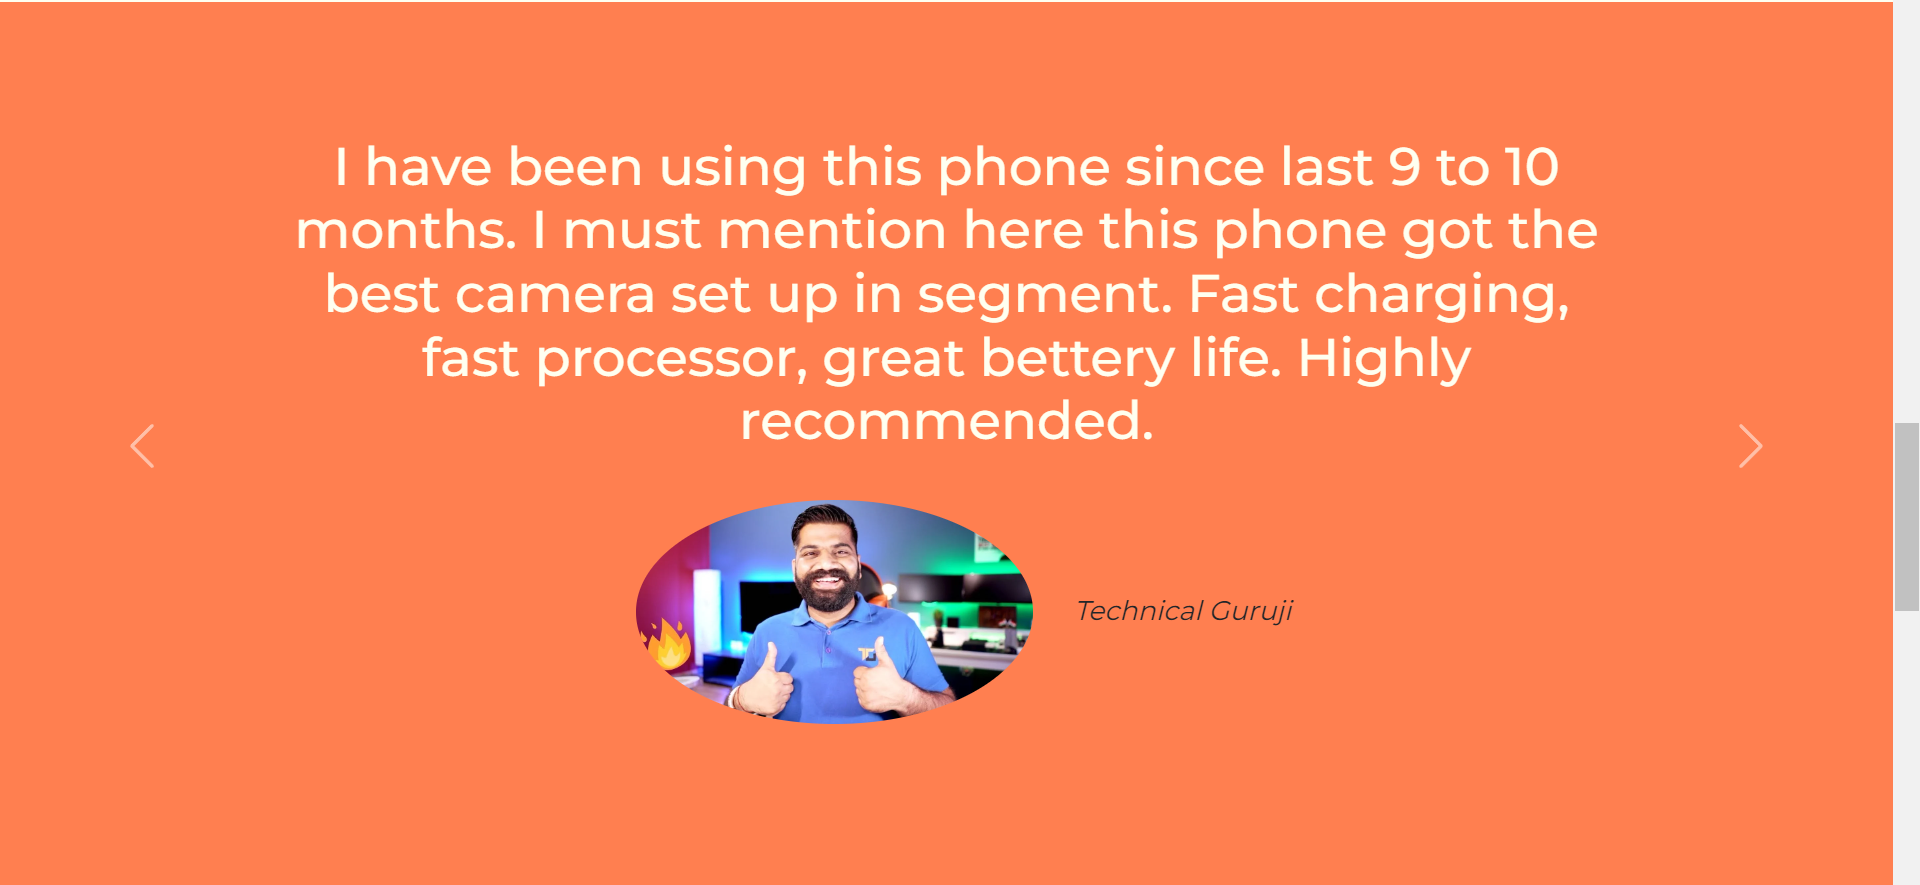 I have been using this phone since last 9 to 10
months. I must mention here this phone got the
best camera set up in segment. Fast charging,
fast processor, great bettery life. Highly
recommended.
Technical Guruji